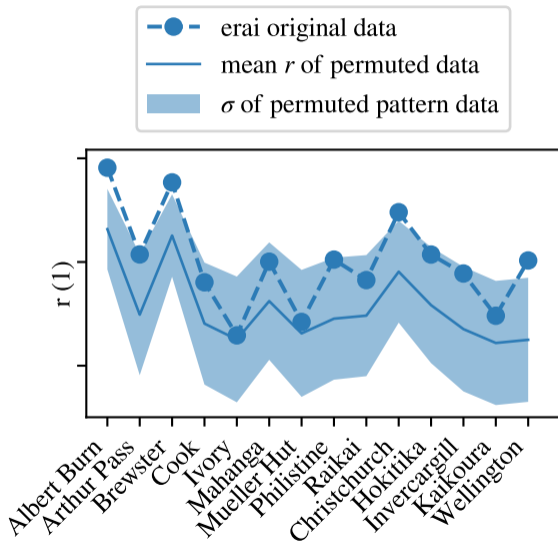 erai original data
mean r of permuted data
σ of permuted pattern data
r (1)
Albert Burn
Arthur Pass
Brewster
Cook
Ivory
Mahanga
Mueller Hut
Philistine
Raikai
Christchurch
Hokitika
Invercargill
Kaikoura
Wellington